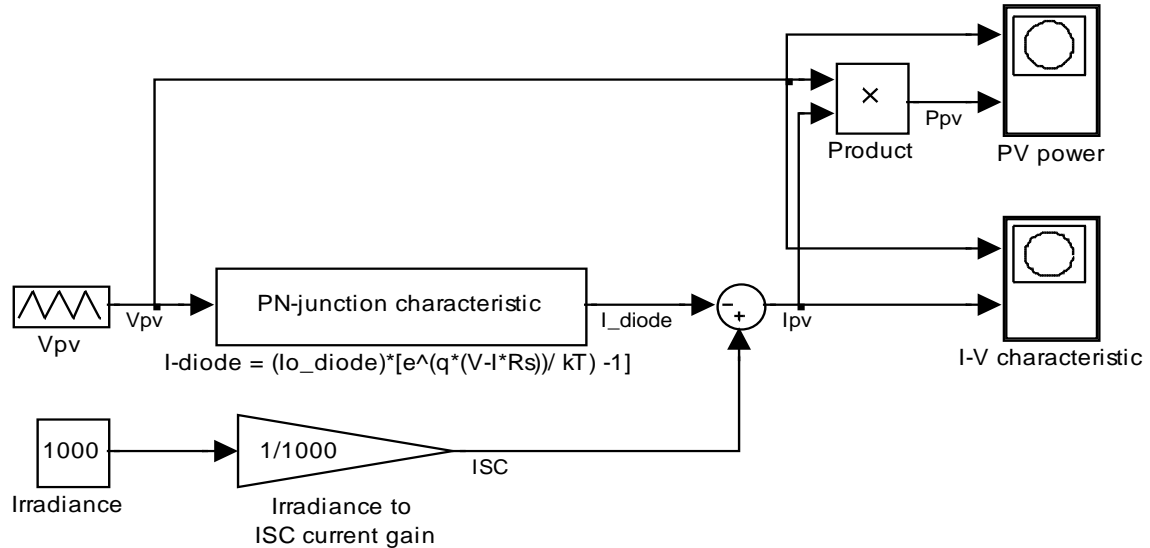 ×
Product
Ppv
PV power
Vpv
Vpv
PN-junction characteristic
I-diode = (Io_diode)*[e^(q*(V-I*Rs))/ kT) -1]
I_diode
−
+
Ipv
I-V characteristic
1000
Irradiance
1/1000
Irradiance to
ISC current gain
ISC